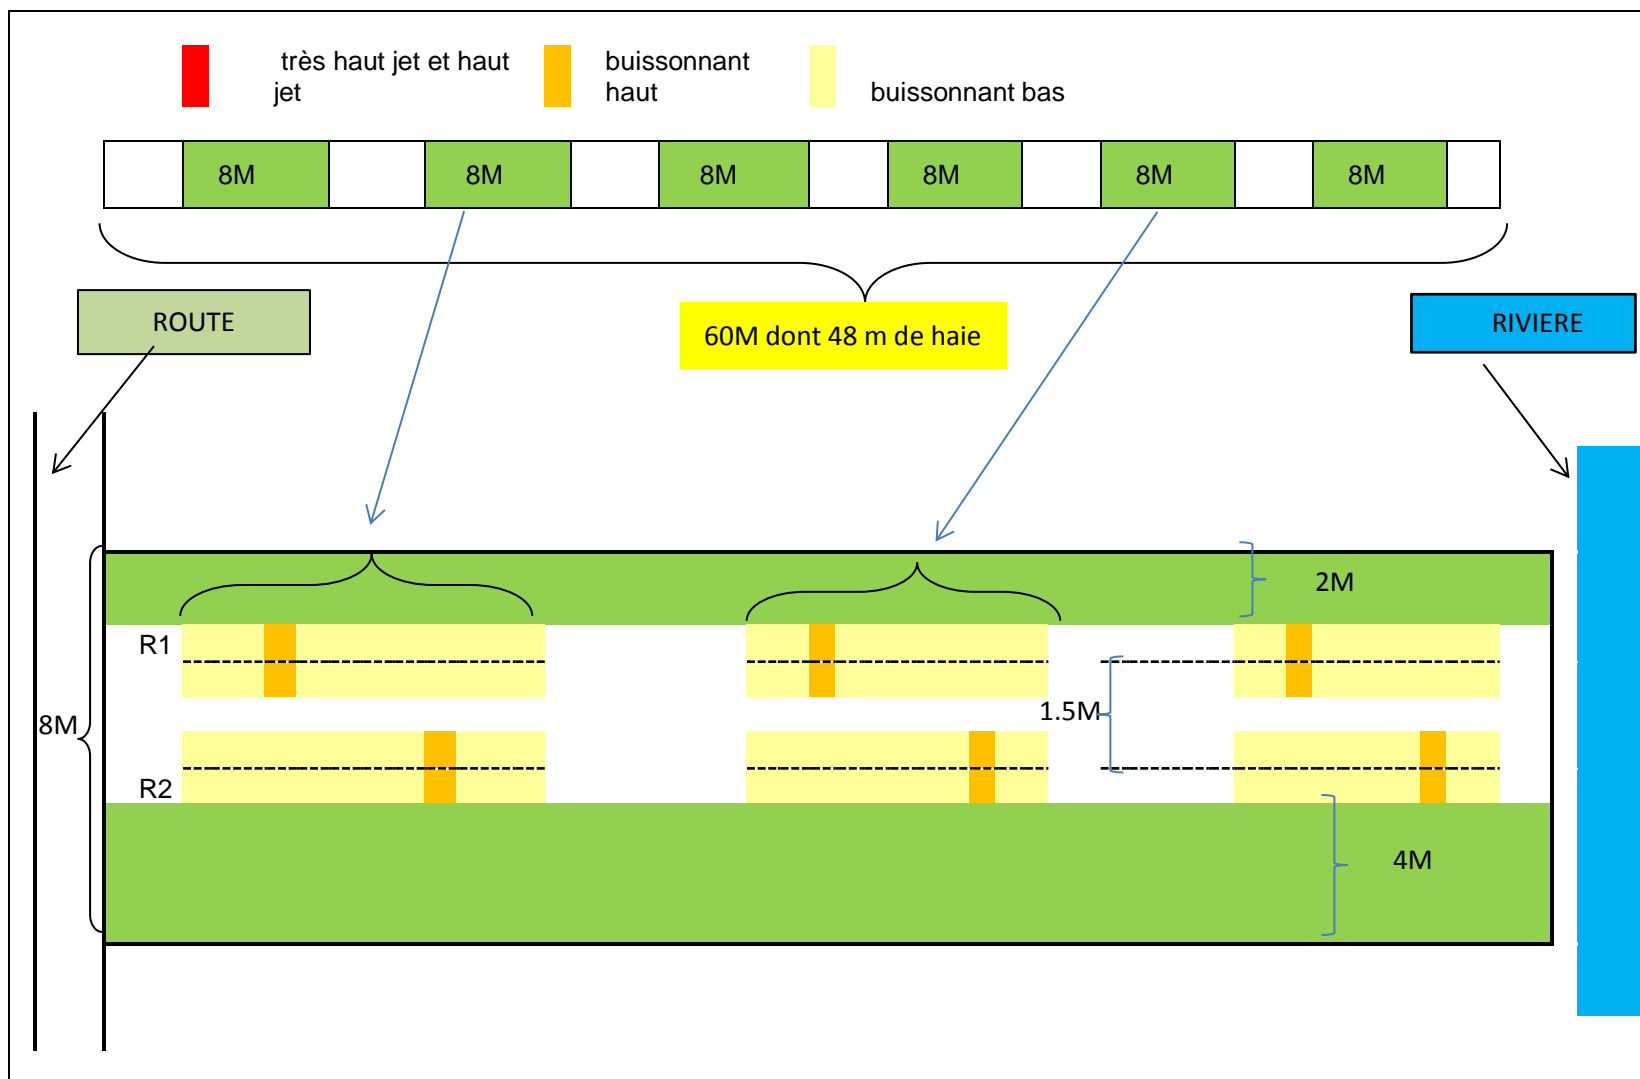 très haut jet et haut
jet
buissonnant
haut
buissonnant bas
8M 8M 8M 8M 8M 8M
ROUTE
60M dont 48 m de haie
RIVIERE
2M
R1
8M
1.5M
R2
4M